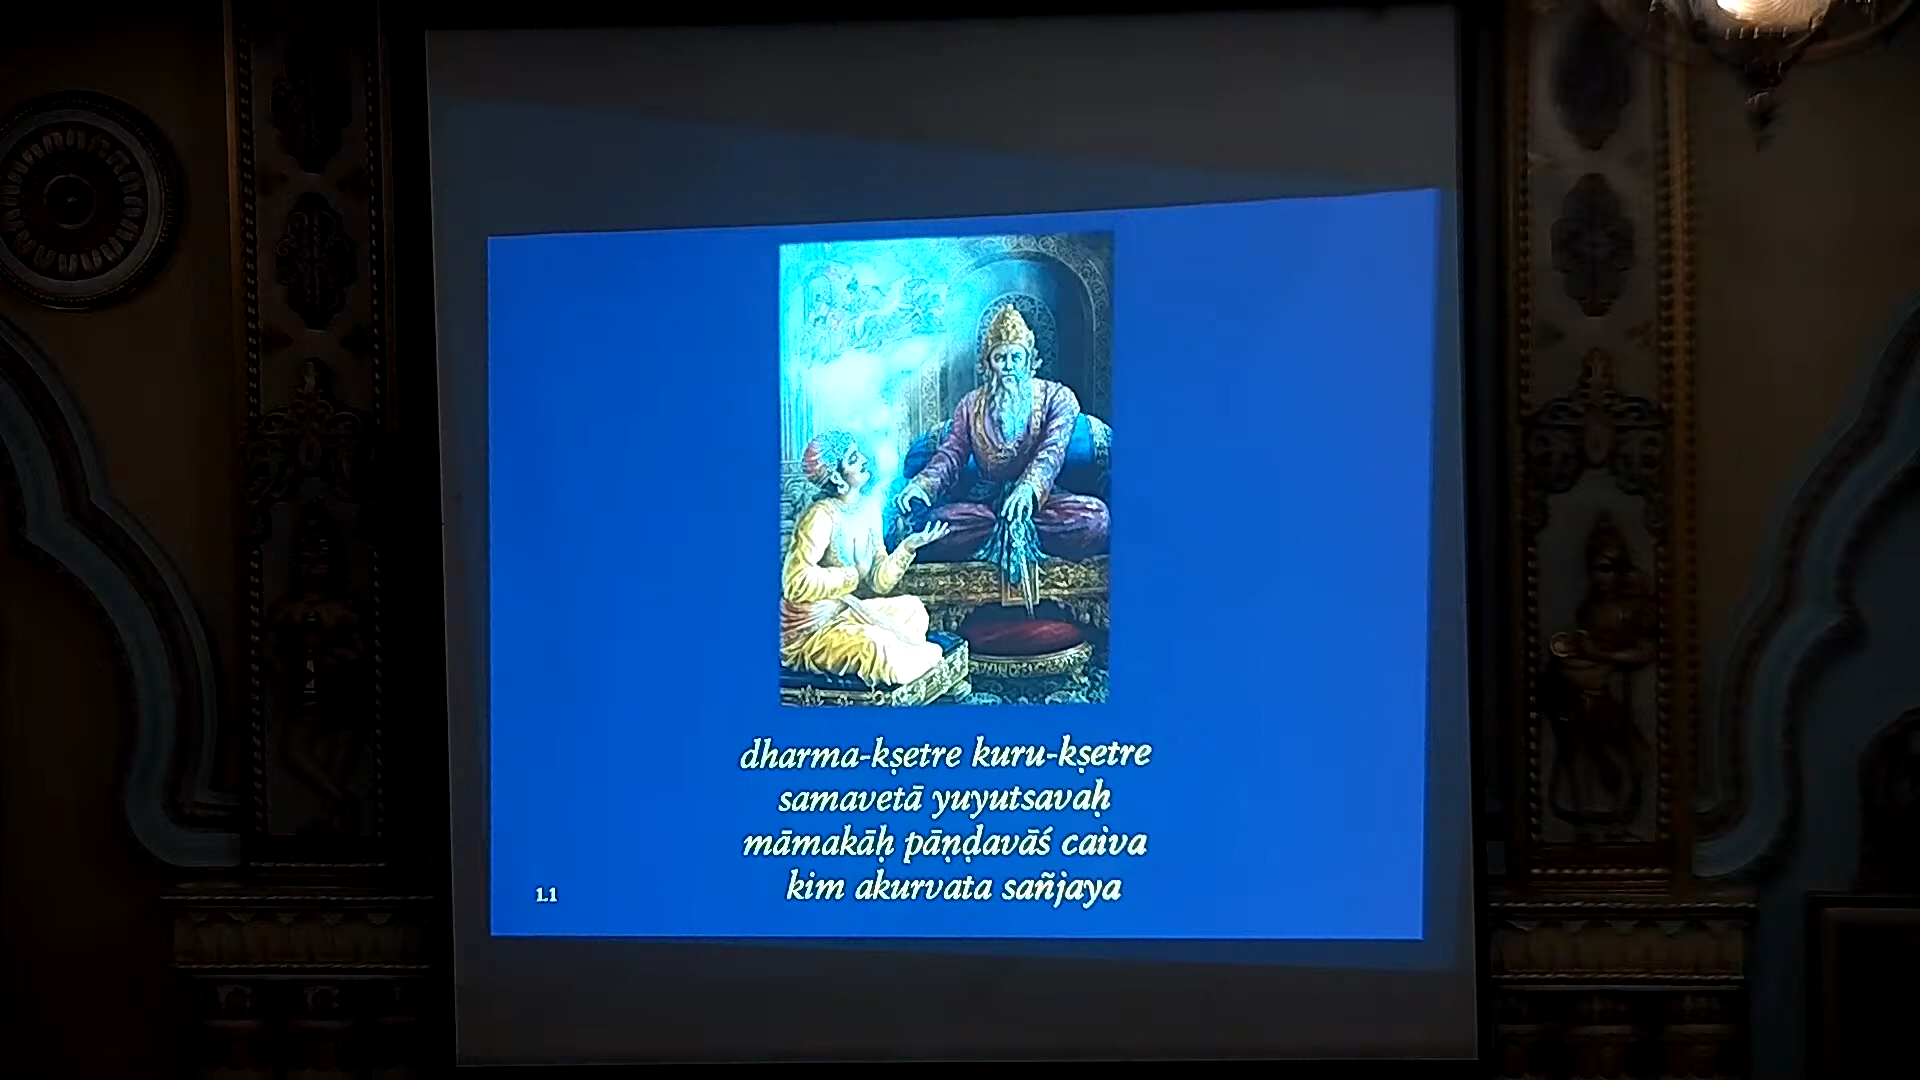 dharma-kṣetre kuru-kṣetre
samavetā yuyutsavaḥ
māmakāḥ pāṇḍavāś caiva
kim akurvata sañjaya
1.1